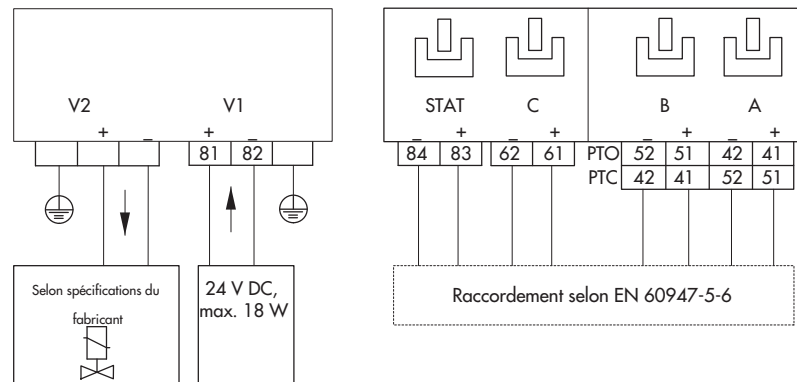 V2 V1
+ − + −
81 82
Selon spécifications du
fabricant
24 V DC,
max. 18 W
STAT C B A
− + − + − + − +
84 83 62 61 PTO 52 51 42 41
PTC 42 41 52 51
Raccordement selon EN 60947-5-6